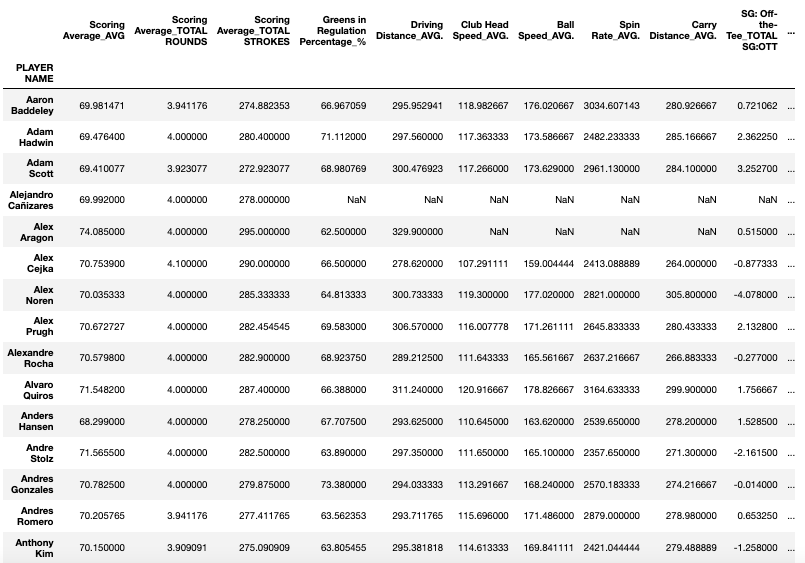 Scoring Average_AVG Scoring Average_TOTAL ROUNDS Scoring Average_TOTAL STROKES Greens in Regulation Percentage_% Driving Distance_AVG. Club Head Speed_AVG. Ball Speed_AVG. Spin Rate_AVG. Carry Distance_AVG. SG: Off-the-Tee_TOTAL SG:OTT ...
PLAYER NAME
Aaron Baddeley 69.981471 3.941176 274.882353 66.967059 295.952941 118.982667 176.020667 3034.607143 280.926667 0.721062 ...
Adam Hadwin 69.476400 4.000000 280.400000 71.112000 297.560000 117.363333 173.586667 2482.233333 285.166667 2.362250 ...
Adam Scott 69.410077 3.923077 272.923077 68.980769 300.476923 117.266000 173.629000 2961.130000 284.100000 3.252700 ...
Alejandro Cañizares 69.992000 4.000000 278.000000 NaN NaN NaN NaN NaN NaN NaN ...
Alex Aragon 74.085000 4.000000 295.000000 62.500000 329.900000 NaN NaN NaN NaN 0.515000 ...
Alex Cejka 70.753900 4.100000 290.000000 66.500000 278.620000 107.291111 159.004444 2413.088889 264.000000 -0.877333 ...
Alex Noren 70.035333 4.000000 285.333333 64.813333 300.733333 119.300000 177.020000 2821.000000 305.800000 -4.078000 ...
Alex Prugh 70.672727 4.000000 282.454545 69.583000 306.570000 116.007778 171.261111 2645.833333 280.433333 2.132800 ...
Alexandre Rocha 70.579800 4.000000 282.900000 68.923750 289.212500 111.643333 165.561667 2637.216667 266.883333 -0.277000 ...
Alvaro Quiros 71.548200 4.000000 287.400000 66.388000 311.240000 120.916667 178.826667 3164.633333 299.900000 1.756667 ...
Anders Hansen 68.299000 4.000000 278.250000 67.707500 293.625000 110.645000 163.620000 2539.650000 278.200000 1.528500 ...
Andre Stolz 71.565500 4.000000 282.500000 63.890000 297.350000 111.650000 165.100000 2357.650000 271.300000 -2.161500 ...
Andres Gonzales 70.782500 4.000000 279.875000 73.380000 294.033333 113.291667 168.240000 2570.183333 274.216667 -0.014000 ...
Andres Romero 70.205765 3.941176 277.411765 63.562353 293.711765 115.696000 171.486000 2879.000000 278.980000 0.653250 ...
Anthony Kim 70.150000 3.909091 275.090909 63.805455 295.381818 114.613333 169.841111 2421.044444 279.488889 -1.258000 ...